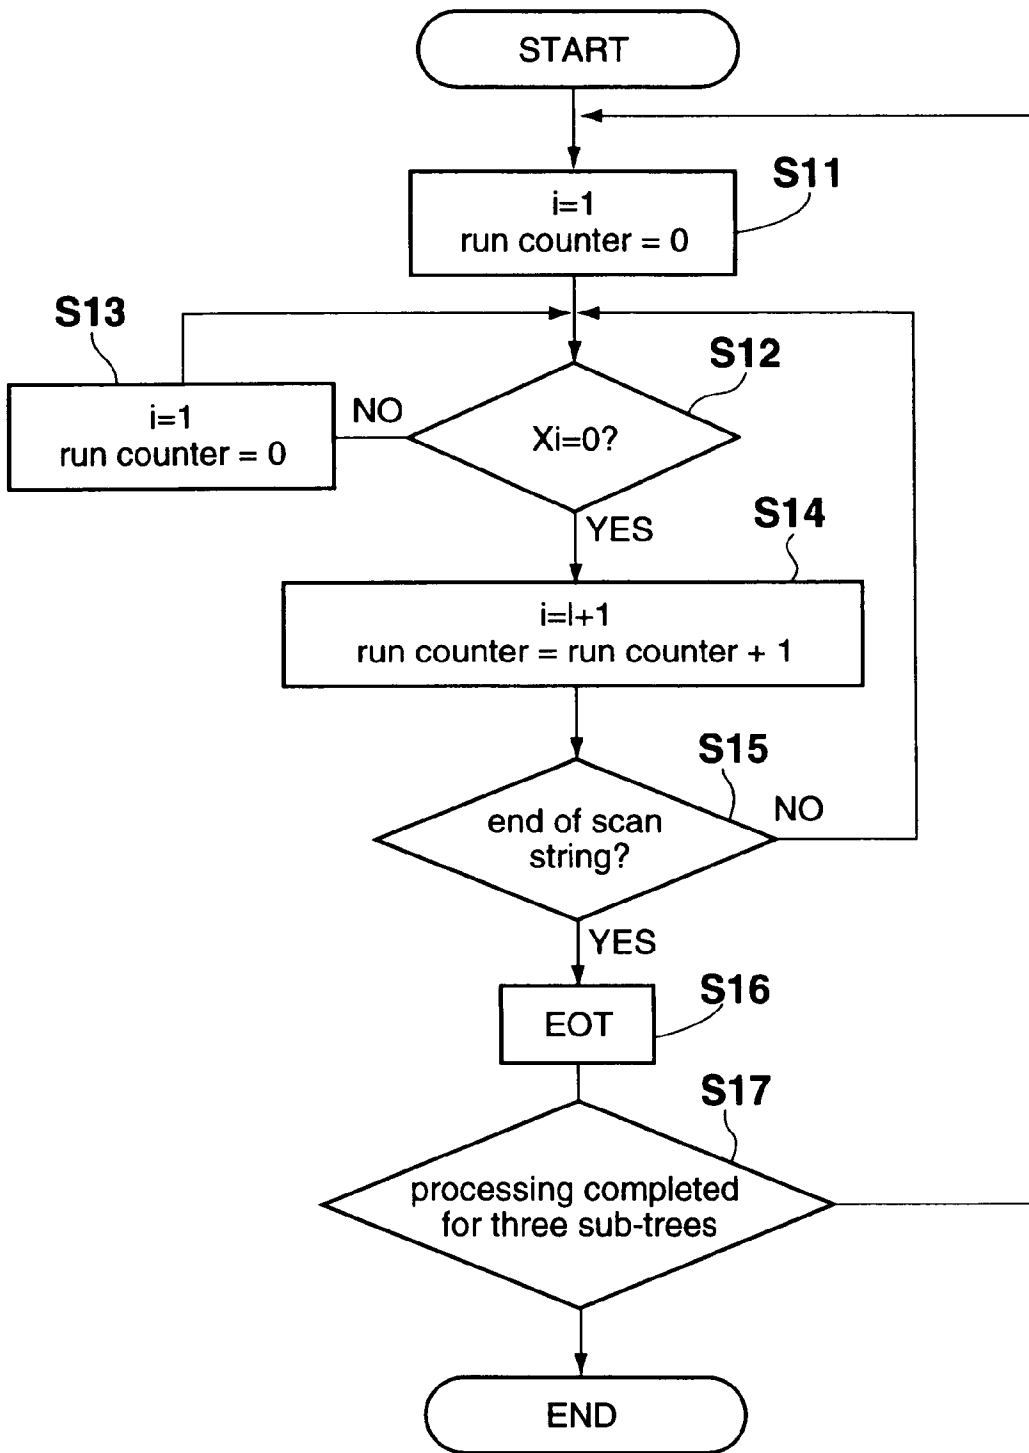 START
S11
i=1
run counter = 0
S13
S12
i=1
run counter = 0
NO
Xi=0?
YES
S14
i=I+1
run counter = run counter + 1
S15
end of scan
string?
NO
YES
S16
EOT
S17
processing completed
for three sub-trees
END